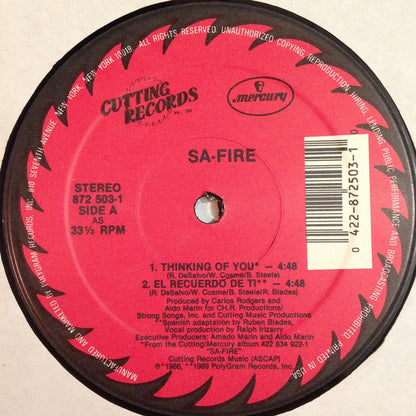 MANUFACTURED AND MARKETED BY POLYGRAM RECORDS, INC. 810 SEVENTH AVENUE, NEW YORK, NEW YORK 10019. ALL RIGHTS RESERVED. UNAUTHORIZED COPYING, REPRODUCTION, HIRING, LENDING, PUBLIC PERFORMANCE AND BROADCASTING PROHIBITED. PRINTED IN USA.
CUTTING
RECORDS
INC. ™
mercury
SA-FIRE
STEREO
872 503-1
SIDE A
AS
33⅓ RPM
0 422-872503-1 0
1. THINKING OF YOU* – 4:48
(R. DeSalvo/W. Cosme/B. Steele)
2. EL RECUERDO DE TI** – 4:48
(R. DeSalvo/W. Cosme/B. Steele/R. Blades)
Produced by Carlos Rodgers and
Aldo Marin for C.H.R. Productions/
Strong Songs, Inc. and Cutting Music Productions
**Spanish adaptation by Ruben Blades,
Vocal production by Ralph Irizarry
Executive Producers: Amado Marin and Aldo Marin
*From the Cutting/Mercury album 422 834 922-1
"SA-FIRE"
Cutting Records Music (ASCAP)
℗*1988, **1989 PolyGram Records, Inc.